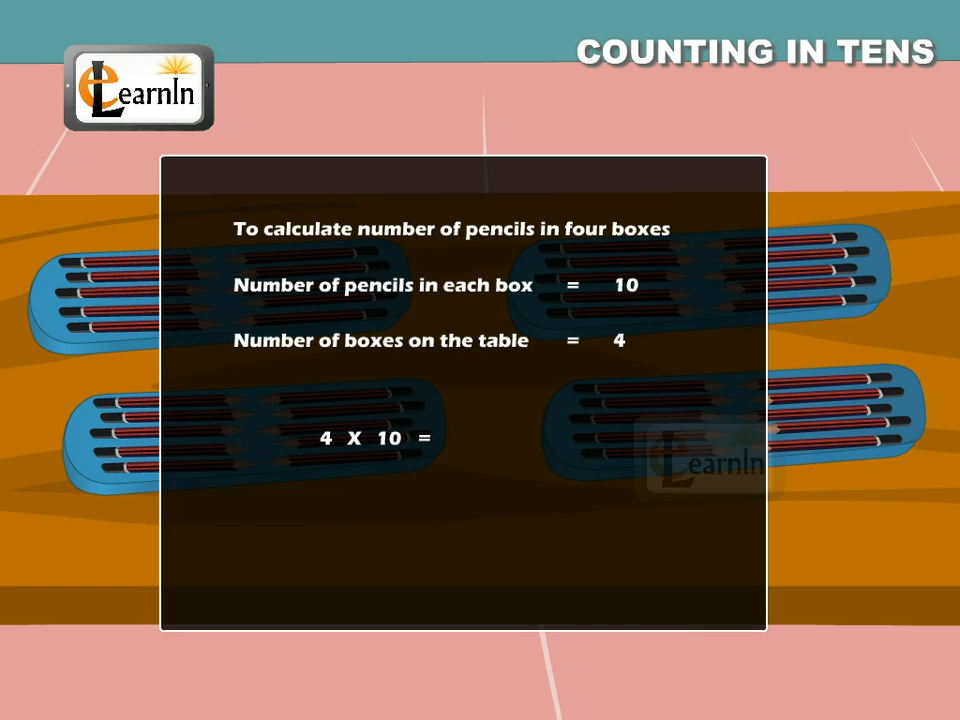 COUNTING IN TENS
eLearnIn
To calculate number of pencils in four boxes
Number of pencils in each box = 10
Number of boxes on the table = 4
4 X 10 =
LearnIn